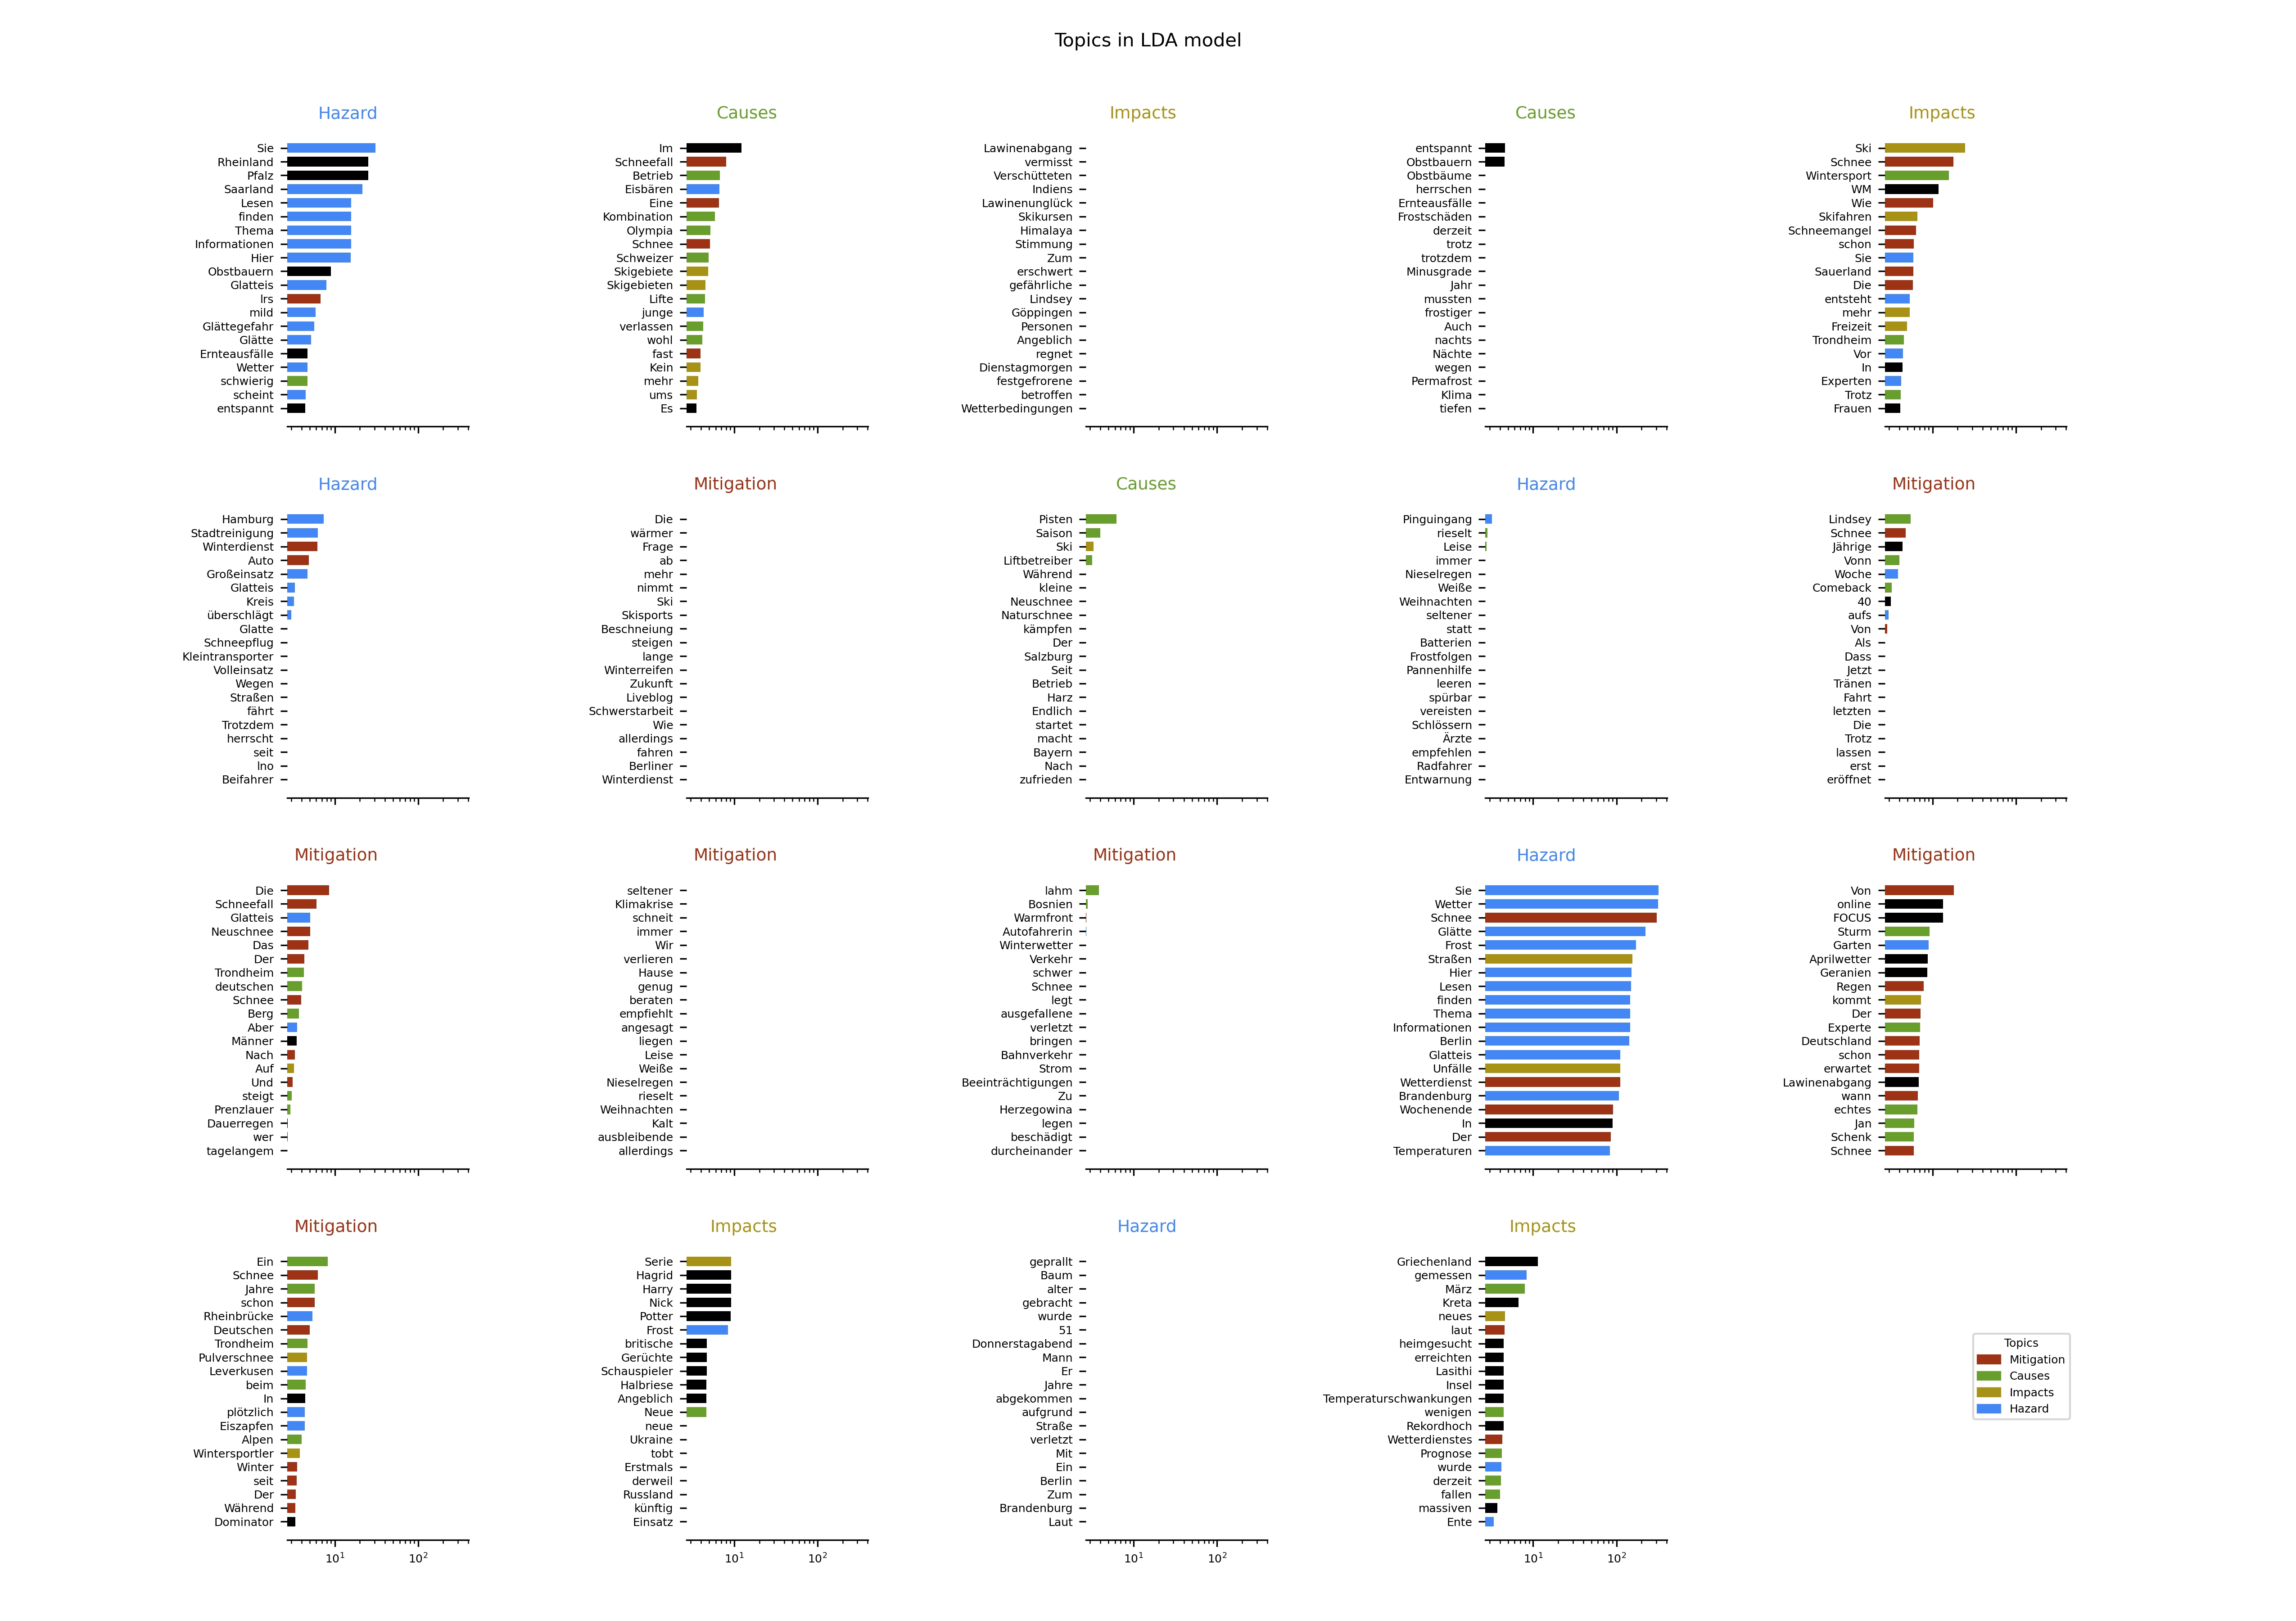 Topics in LDA model
Hazard
Sie
Rheinland
Pfalz
Saarland
Lesen
finden
Thema
Informationen
Hier
Obstbauern
Glatteis
Irs
mild
Glättegefahr
Glätte
Ernteausfälle
Wetter
schwierig
scheint
entspannt
Causes
Im
Schneefall
Betrieb
Eisbären
Eine
Kombination
Olympia
Schnee
Schweizer
Skigebiete
Skigebieten
Lifte
junge
verlassen
wohl
fast
Kein
mehr
ums
Es
Impacts
Lawinenabgang
vermisst
Verschütteten
Indiens
Lawinenunglück
Skikursen
Himalaya
Stimmung
Zum
erschwert
gefährliche
Lindsey
Göppingen
Personen
Angeblich
regnet
Dienstagmorgen
festgefrorene
betroffen
Wetterbedingungen
Causes
entspannt
Obstbauern
Obstbäume
herrschen
Ernteausfälle
Frostschäden
derzeit
trotz
trotzdem
Minusgrade
Jahr
mussten
frostiger
Auch
nachts
Nächte
wegen
Permafrost
Klima
tiefen
Impacts
Ski
Schnee
Wintersport
WM
Wie
Skifahren
Schneemangel
schon
Sie
Sauerland
Die
entsteht
mehr
Freizeit
Trondheim
Vor
In
Experten
Trotz
Frauen
Hazard
Hamburg
Stadtreinigung
Winterdienst
Auto
Großeinsatz
Glatteis
Kreis
überschlägt
Glatte
Schneepflug
Kleintransporter
Volleinsatz
Wegen
Straßen
fährt
Trotzdem
herrscht
seit
Ino
Beifahrer
Mitigation
Die
wärmer
Frage
ab
mehr
nimmt
Ski
Skisports
Beschneiung
steigen
lange
Winterreifen
Zukunft
Liveblog
Schwerstarbeit
Wie
allerdings
fahren
Berliner
Winterdienst
Causes
Pisten
Saison
Ski
Liftbetreiber
Während
kleine
Neuschnee
Naturschnee
kämpfen
Der
Salzburg
Seit
Betrieb
Harz
Endlich
startet
macht
Bayern
Nach
zufrieden
Hazard
Pinguingang
rieselt
Leise
immer
Nieselregen
Weiße
Weihnachten
seltener
statt
Batterien
Frostfolgen
Pannenhilfe
leeren
spürbar
vereisten
Schlössern
Ärzte
empfehlen
Radfahrer
Entwarnung
Mitigation
Lindsey
Schnee
Jährige
Vonn
Woche
Comeback
40
aufs
Von
Als
Dass
Jetzt
Tränen
Fahrt
letzten
Die
Trotz
lassen
erst
eröffnet
Mitigation
Die
Schneefall
Glatteis
Neuschnee
Das
Der
Trondheim
deutschen
Schnee
Berg
Aber
Männer
Nach
Auf
Und
steigt
Prenzlauer
Dauerregen
wer
tagelangem
Mitigation
seltener
Klimakrise
schneit
immer
Wir
verlieren
Hause
genug
beraten
empfiehlt
angesagt
liegen
Leise
Weiße
Nieselregen
rieselt
Weihnachten
Kalt
ausbleibende
allerdings
Mitigation
lahm
Bosnien
Warmfront
Autofahrerin
Winterwetter
Verkehr
schwer
Schnee
legt
ausgefallene
verletzt
bringen
Bahnverkehr
Strom
Beeinträchtigungen
Zu
Herzegowina
legen
beschädigt
durcheinander
Hazard
Sie
Wetter
Schnee
Glätte
Frost
Straßen
Hier
Lesen
finden
Thema
Informationen
Berlin
Glatteis
Unfälle
Wetterdienst
Brandenburg
Wochenende
In
Der
Temperaturen
Mitigation
Von
online
FOCUS
Sturm
Garten
Aprilwetter
Geranien
Regen
kommt
Der
Experte
Deutschland
schon
erwartet
Lawinenabgang
wann
echtes
Jan
Schenk
Schnee
Mitigation
Ein
Schnee
Jahre
schon
Rheinbrücke
Deutschen
Trondheim
Pulverschnee
Leverkusen
beim
In
plötzlich
Eiszapfen
Alpen
Wintersportler
Winter
seit
Der
Während
Dominator
10¹ 10²
Impacts
Serie
Hagrid
Harry
Nick
Potter
Frost
britische
Gerüchte
Schauspieler
Halbriese
Angeblich
Neue
neue
Ukraine
tobt
Erstmals
derweil
Russland
künftig
Einsatz
10¹ 10²
Hazard
geprallt
Baum
alter
gebracht
wurde
51
Donnerstagabend
Mann
Er
Jahre
abgekommen
aufgrund
Straße
verletzt
Mit
Ein
Berlin
Zum
Brandenburg
Laut
10¹ 10²
Impacts
Griechenland
gemessen
März
Kreta
neues
laut
heimgesucht
erreichten
Lasithi
Insel
Temperaturschwankungen
wenigen
Rekordhoch
Wetterdienstes
Prognose
wurde
derzeit
fallen
massiven
Ente
10¹ 10²
Topics
Mitigation
Causes
Impacts
Hazard